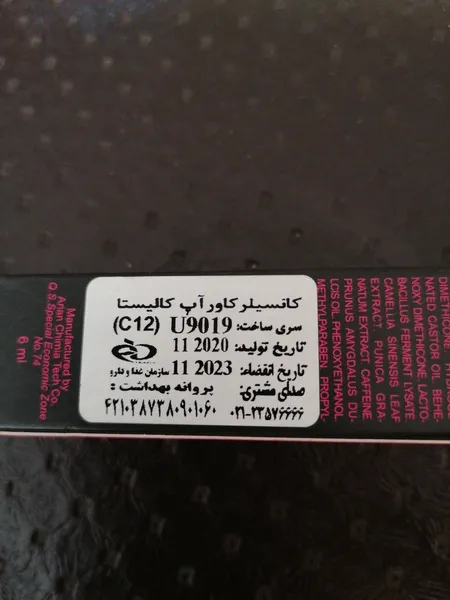 کانسیلر کاور آپ کالیستا
سری ساخت: U9019 (C12)
تاریخ تولید: 11 2020
تاریخ انقضاء: 11 2023 سازمان غذا و دارو
صدای مشتری: پروانه بهداشت:
۰۲۱-۲۳۵۷۶۶۶۶ ۴۲۱۰۳۸۷۳۸۰۹۰۱۰۶۰
DIMETHICONE
NATED CASTOR OIL BEHE-
NOXY DIMETHICONE, LACTO-
BACILLUS FERMENT LYSATE
CAMELLIA SINENSIS LEAF
EXTRACT. PUNICA GRA-
NATUM EXTRACT, CAFFEINE
PRUNUS AMYGDALUS DU-
LCIS OIL, PHENOXYETHANOL
METHYLPARABEN PROPYL-
Manufactured by
Arian Chimia Tech Co.
No.74
Q.S.Special Economic Zone
6 ml